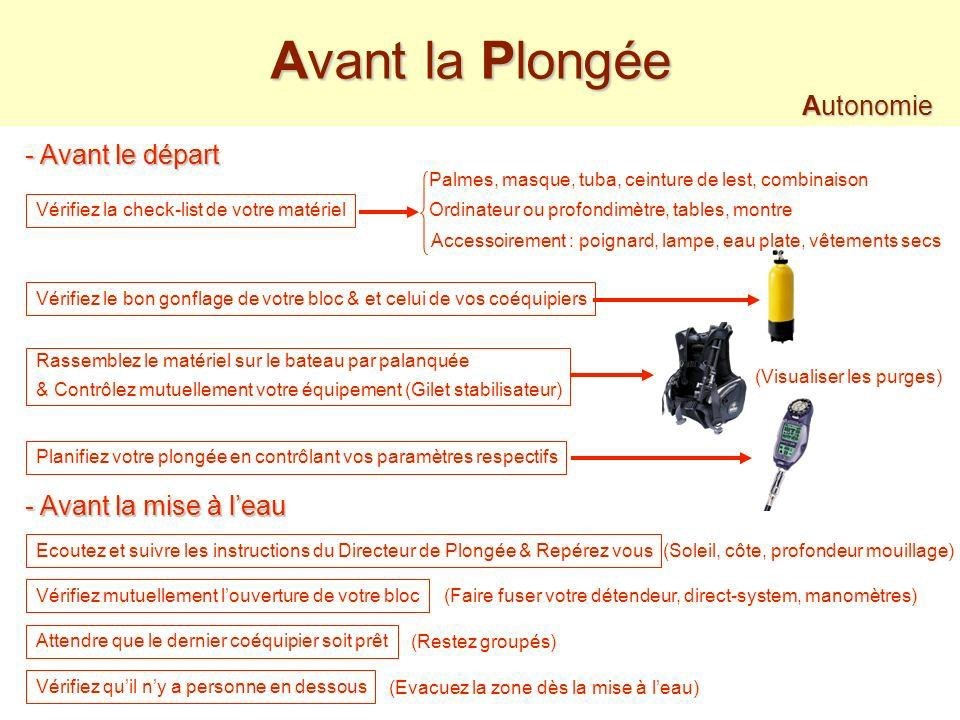 Avant la Plongée
Autonomie
- Avant le départ
Vérifiez la check-list de votre matériel
Palmes, masque, tuba, ceinture de lest, combinaison
Ordinateur ou profondimètre, tables, montre
Accessoirement : poignard, lampe, eau plate, vêtements secs
Vérifiez le bon gonflage de votre bloc & et celui de vos coéquipiers
Rassemblez le matériel sur le bateau par palanquée
& Contrôlez mutuellement votre équipement (Gilet stabilisateur)
(Visualiser les purges)
Planifiez votre plongée en contrôlant vos paramètres respectifs
- Avant la mise à l’eau
Ecoutez et suivre les instructions du Directeur de Plongée & Repérez vous (Soleil, côte, profondeur mouillage)
Vérifiez mutuellement l’ouverture de votre bloc (Faire fuser votre détendeur, direct-system, manomètres)
Attendre que le dernier coéquipier soit prêt (Restez groupés)
Vérifiez qu’il n’y a personne en dessous (Evacuez la zone dès la mise à l’eau)